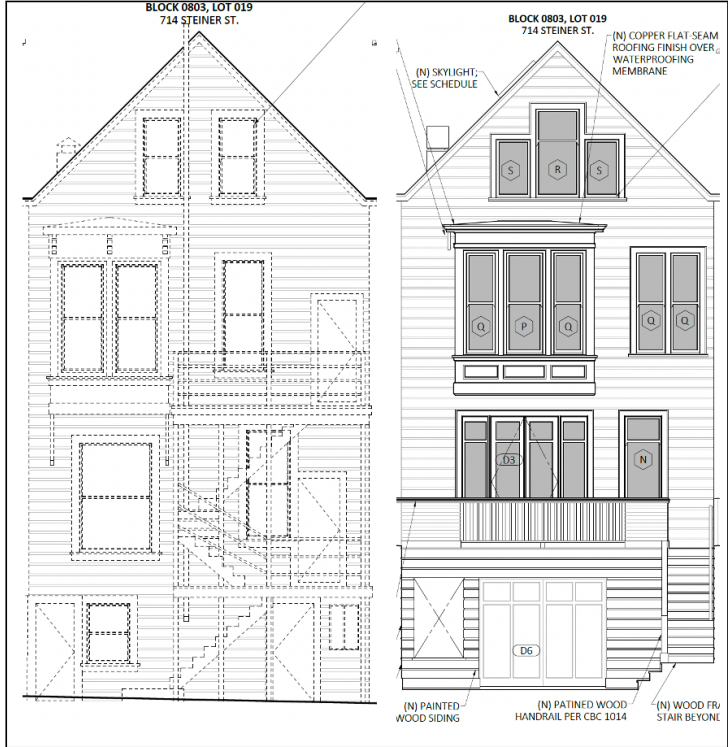 BLOCK 0803, LOT 019
714 STEINER ST.
BLOCK 0803, LOT 019
714 STEINER ST.
(N) COPPER FLAT-SEAM
ROOFING FINISH OVER
WATERPROOFING
MEMBRANE
(N) SKYLIGHT;
SEE SCHEDULE
S
R
S
Q
P
Q
Q
Q
D3
N
D6
(N) PAINTED
WOOD SIDING
(N) PATINED WOOD
HANDRAIL PER CBC 1014
(N) WOOD FRA
STAIR BEYOND